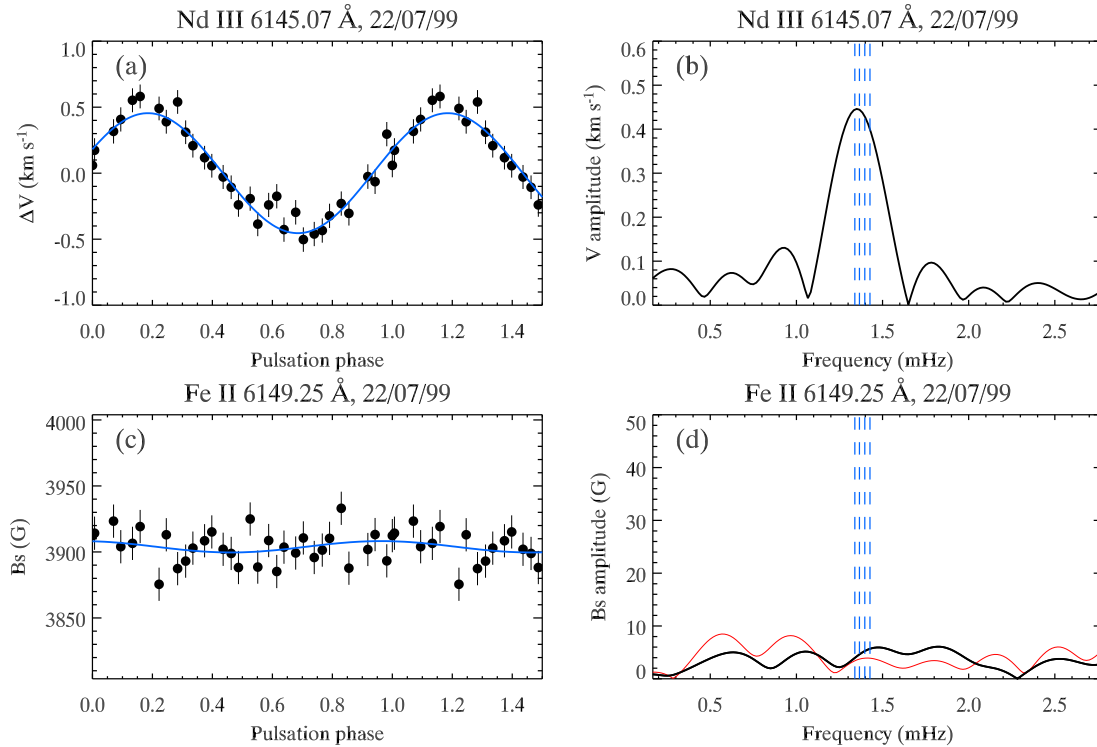 Nd III 6145.07 Å, 22/07/99
(a)
ΔV (km s⁻¹)
1.0
0.5
0.0
-0.5
-1.0
0.0 0.2 0.4 0.6 0.8 1.0 1.2 1.4
Pulsation phase
Nd III 6145.07 Å, 22/07/99
(b)
V amplitude (km s⁻¹)
0.6
0.5
0.4
0.3
0.2
0.1
0.0
0.5 1.0 1.5 2.0 2.5
Frequency (mHz)
Fe II 6149.25 Å, 22/07/99
(c)
Bs (G)
4000
3950
3900
3850
0.0 0.2 0.4 0.6 0.8 1.0 1.2 1.4
Pulsation phase
Fe II 6149.25 Å, 22/07/99
(d)
Bs amplitude (G)
50
40
30
20
10
0
0.5 1.0 1.5 2.0 2.5
Frequency (mHz)